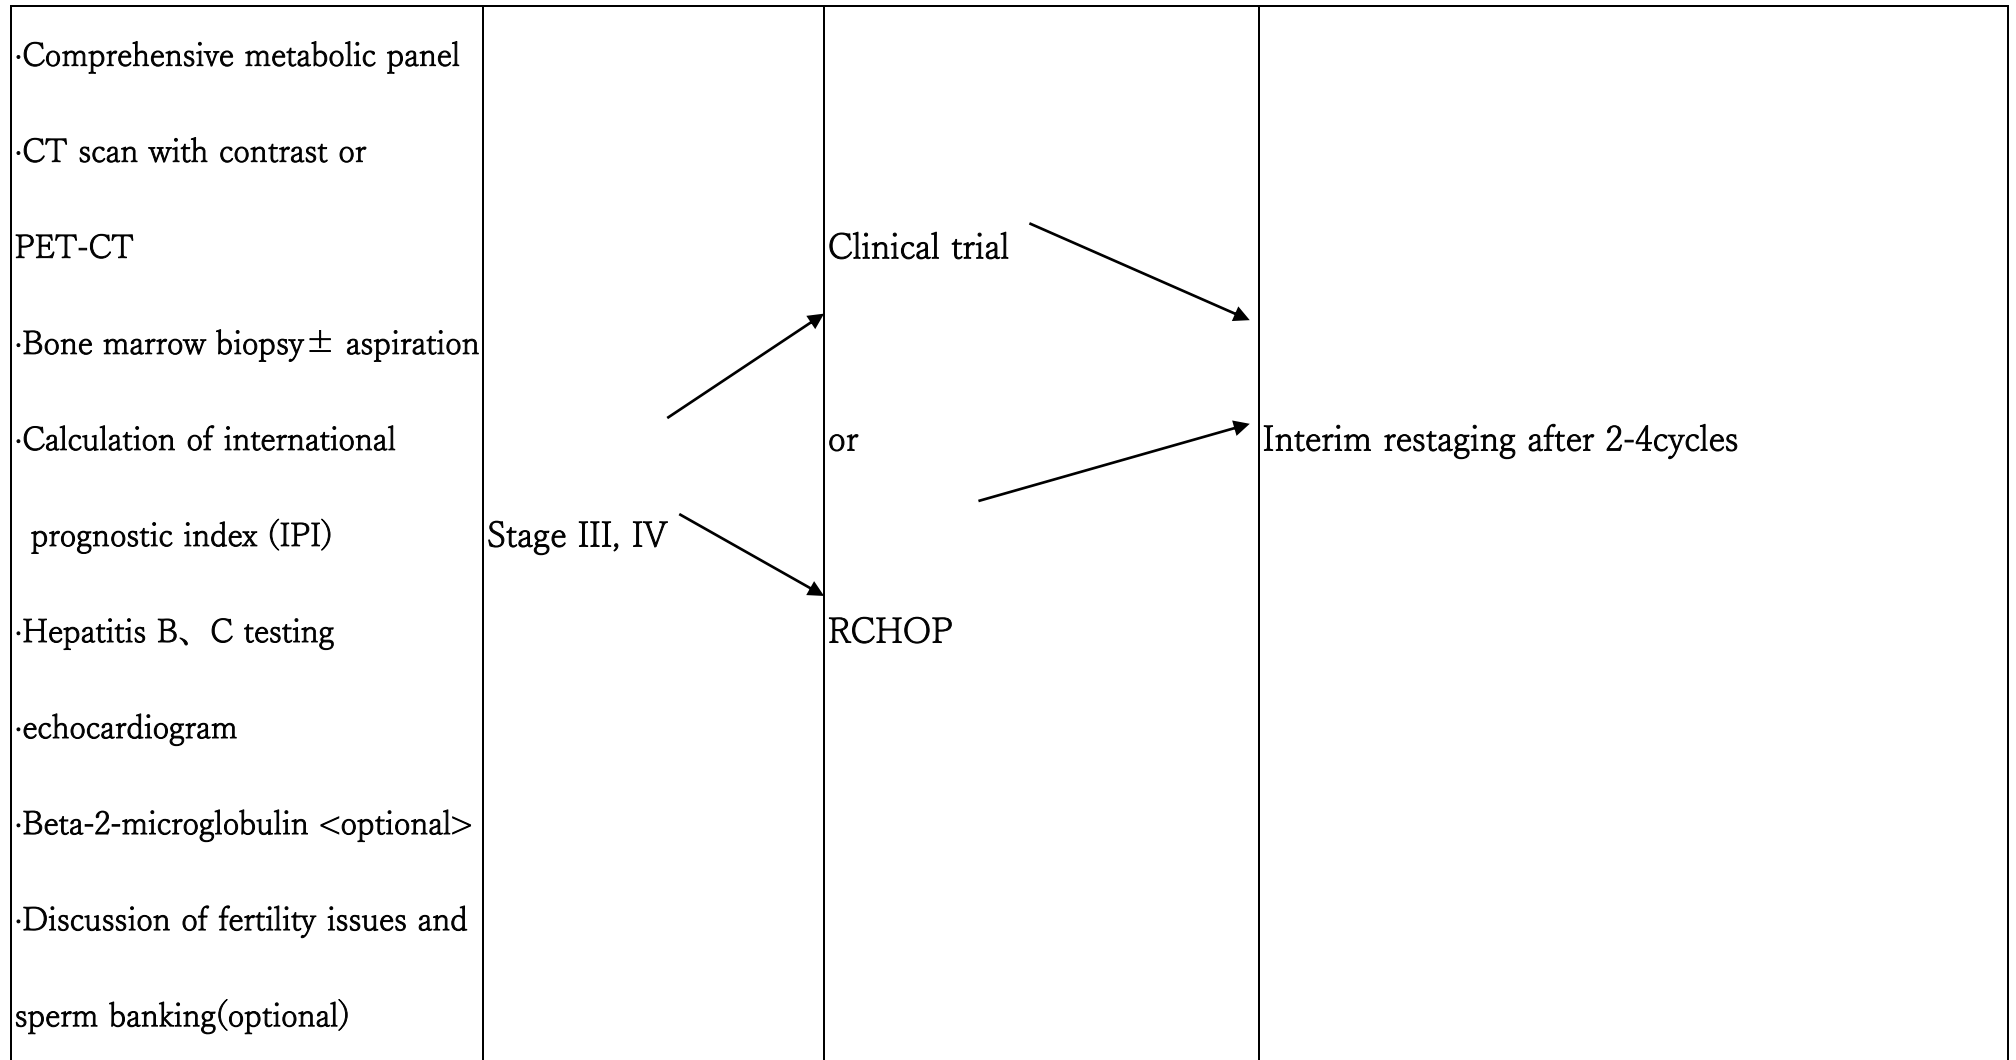 ·Comprehensive metabolic panel
·CT scan with contrast or
PET-CT
·Bone marrow biopsy± aspiration
·Calculation of international
prognostic index (IPI)
·Hepatitis B、C testing
·echocardiogram
·Beta-2-microglobulin <optional>
·Discussion of fertility issues and
sperm banking(optional)
Stage III, IV
Clinical trial
or
RCHOP
Interim restaging after 2-4cycles